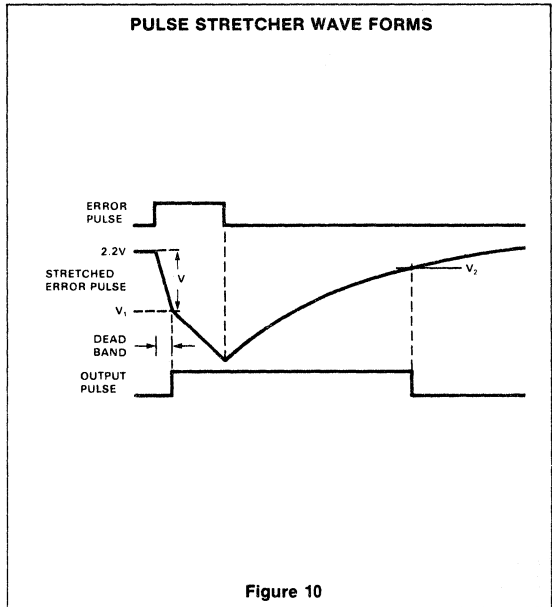 PULSE STRETCHER WAVE FORMS
ERROR
PULSE
2.2V
V
STRETCHED
ERROR PULSE
V₂
V₁
DEAD
BAND
OUTPUT
PULSE
Figure 10